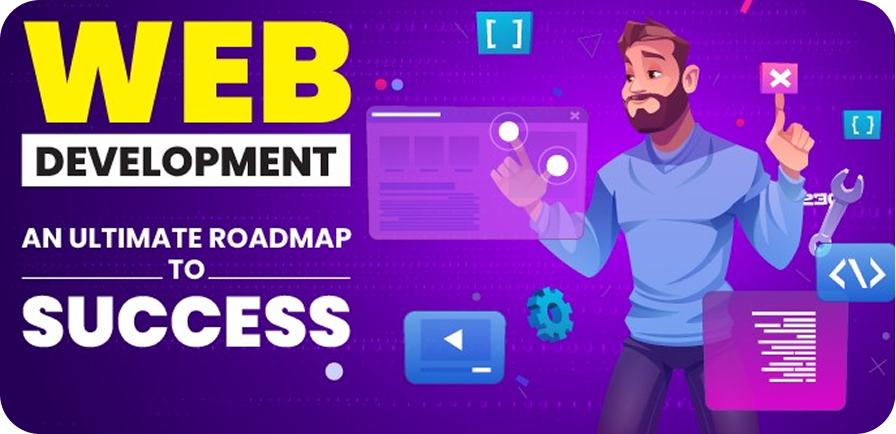 WEB
DEVELOPMENT
AN ULTIMATE ROADMAP
TO
SUCCESS
[ ]
{ }
<\>